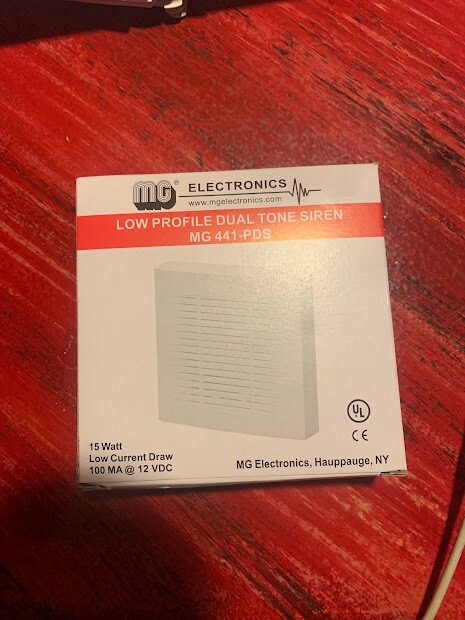 MG® ELECTRONICS
www.mgelectronics.com
LOW PROFILE DUAL TONE SIREN
MG 441-PDS
UL
CE
15 Watt
Low Current Draw
100 MA @ 12 VDC
MG Electronics, Hauppauge, NY